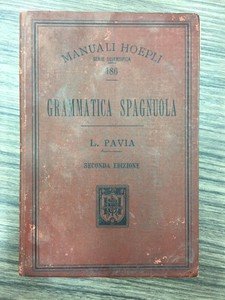 MANUALI HOEPLI
SERIE SCIENTIFICA
186
GRAMMATICA SPAGNUOLA
L. PAVIA
SECONDA EDIZIONE